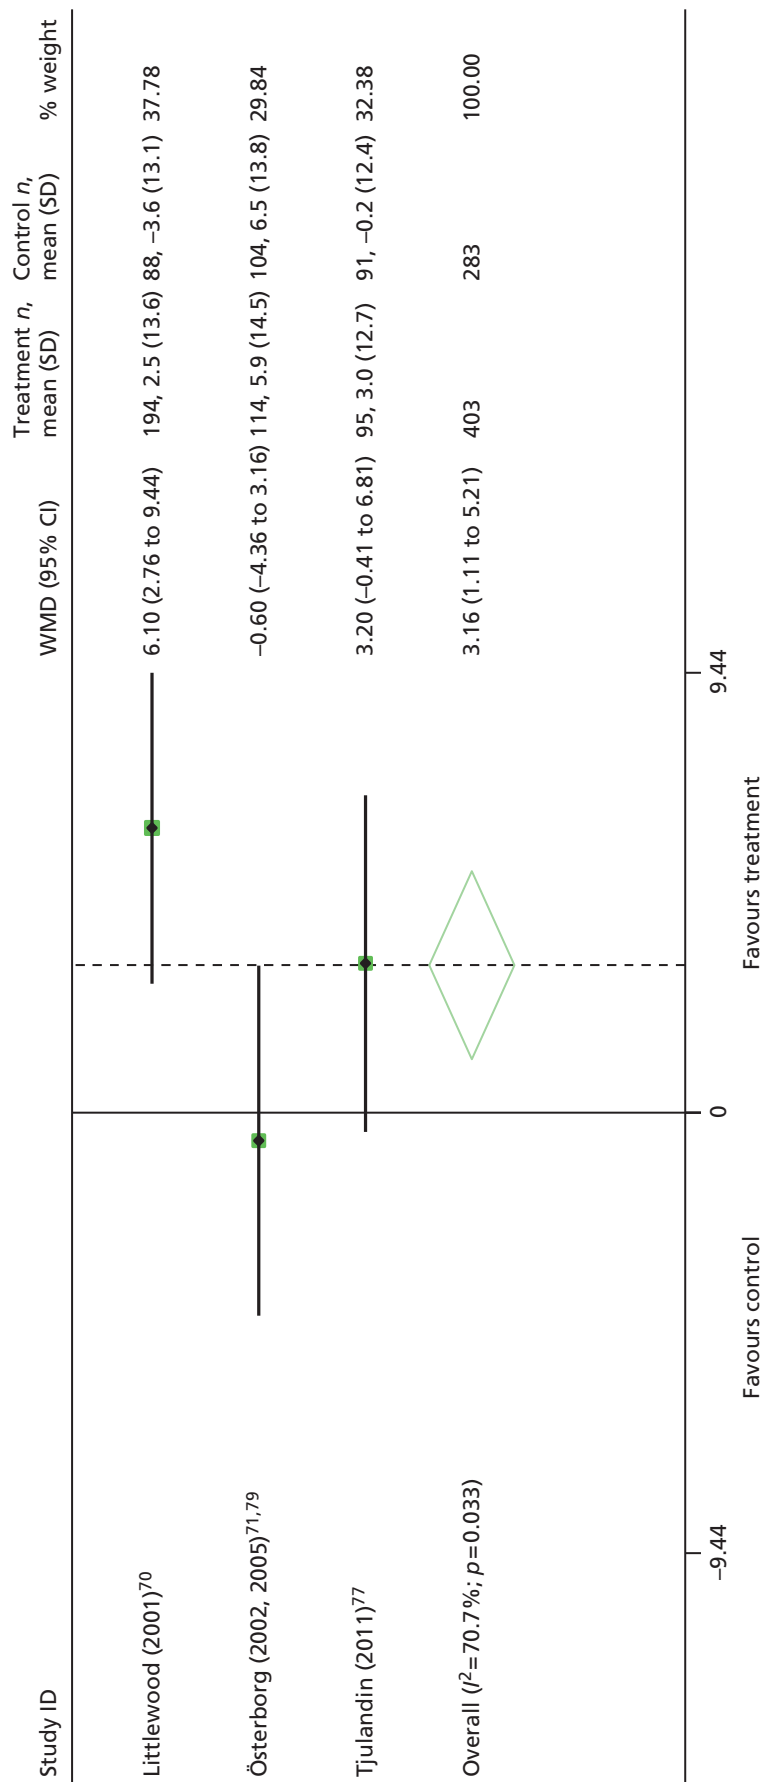 Study ID WMD (95% CI) Treatment n, mean (SD) Control n, mean (SD) % weight
Littlewood (2001)70 6.10 (2.76 to 9.44) 194, 2.5 (13.6) 88, –3.6 (13.1) 37.78
Österborg (2002, 2005)71,79 –0.60 (–4.36 to 3.16) 114, 5.9 (14.5) 104, 6.5 (13.8) 29.84
Tjulandin (2011)77 3.20 (–0.41 to 6.81) 95, 3.0 (12.7) 91, –0.2 (12.4) 32.38
Overall (I2=70.7%; p=0.033) 3.16 (1.11 to 5.21) 403 283 100.00
–9.44 0 9.44
Favours control Favours treatment